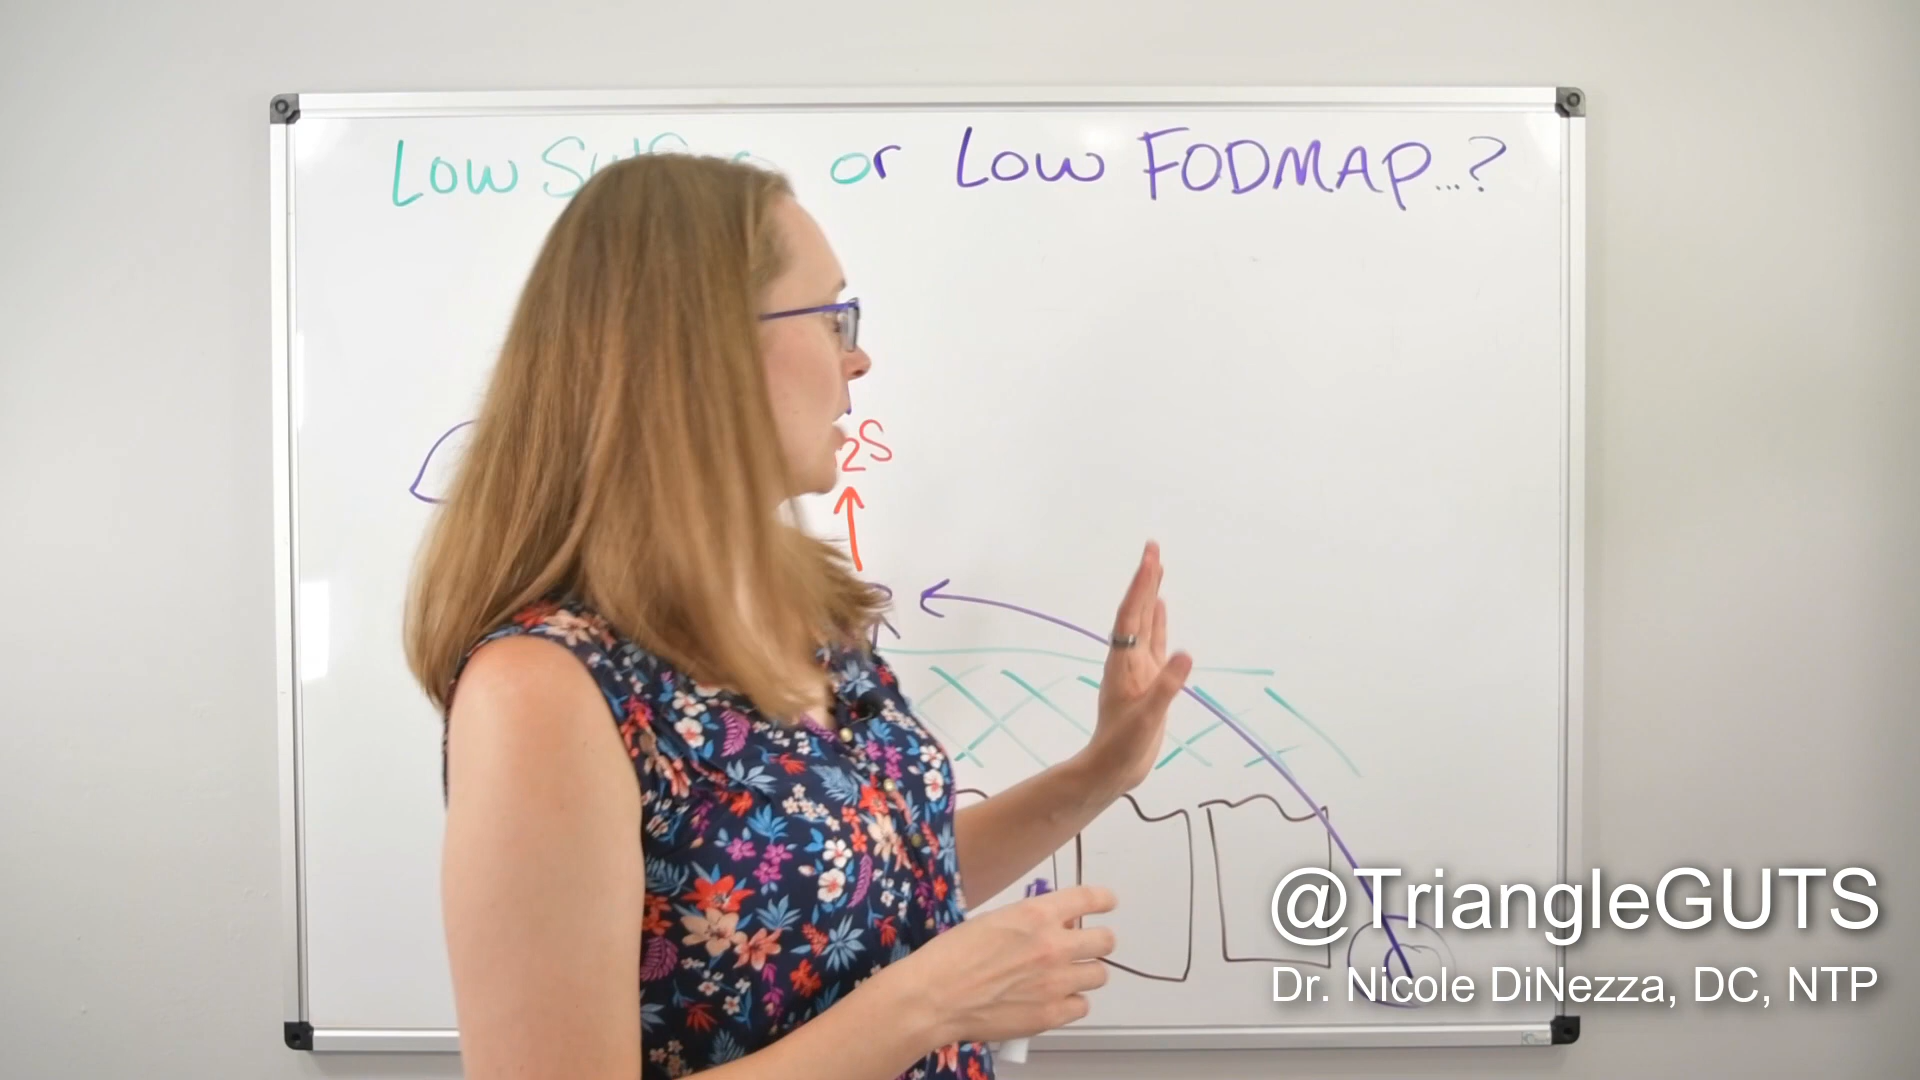 Low or Low FODMAP...?
2S
@TriangleGUTS
Dr. Nicole DiNezza, DC, NTP